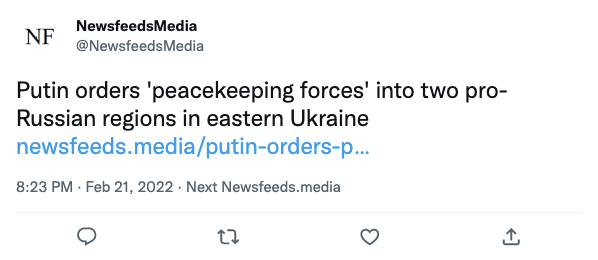 NF
NewsfeedsMedia
@NewsfeedsMedia
Putin orders 'peacekeeping forces' into two pro-
Russian regions in eastern Ukraine
newsfeeds.media/putin-orders-p...
8:23 PM · Feb 21, 2022 · Next Newsfeeds.media